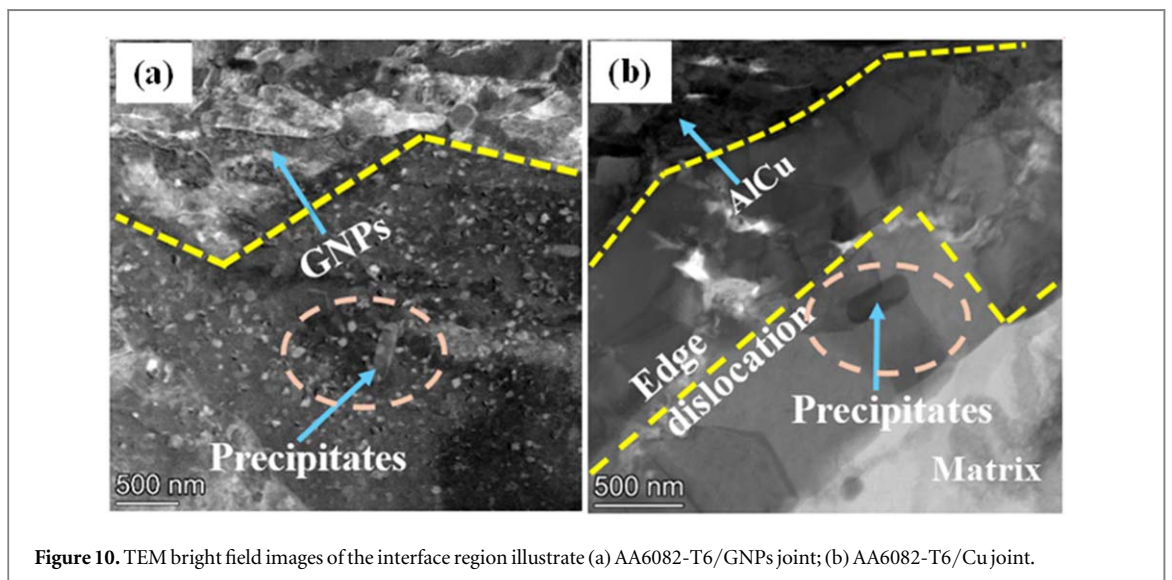 (a)
GNPs
Precipitates
500 nm
(b)
AlCu
Edge
dislocation
Precipitates
Matrix
500 nm
Figure 10. TEM bright field images of the interface region illustrate (a) AA6082-T6/GNPs joint; (b) AA6082-T6/Cu joint.